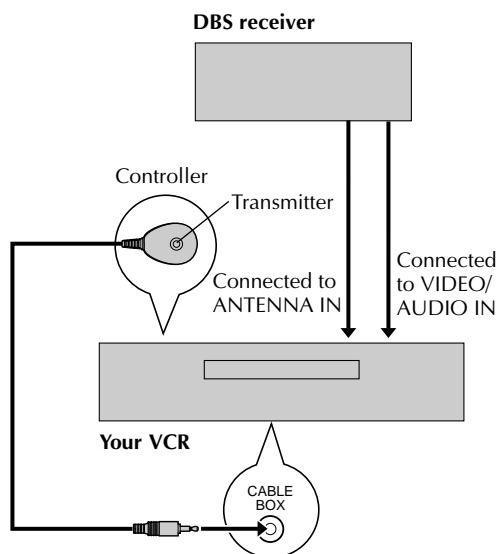 DBS receiver
Controller
Transmitter
Connected to
ANTENNA IN
Connected
to VIDEO/
AUDIO IN
Your VCR
CABLE
BOX